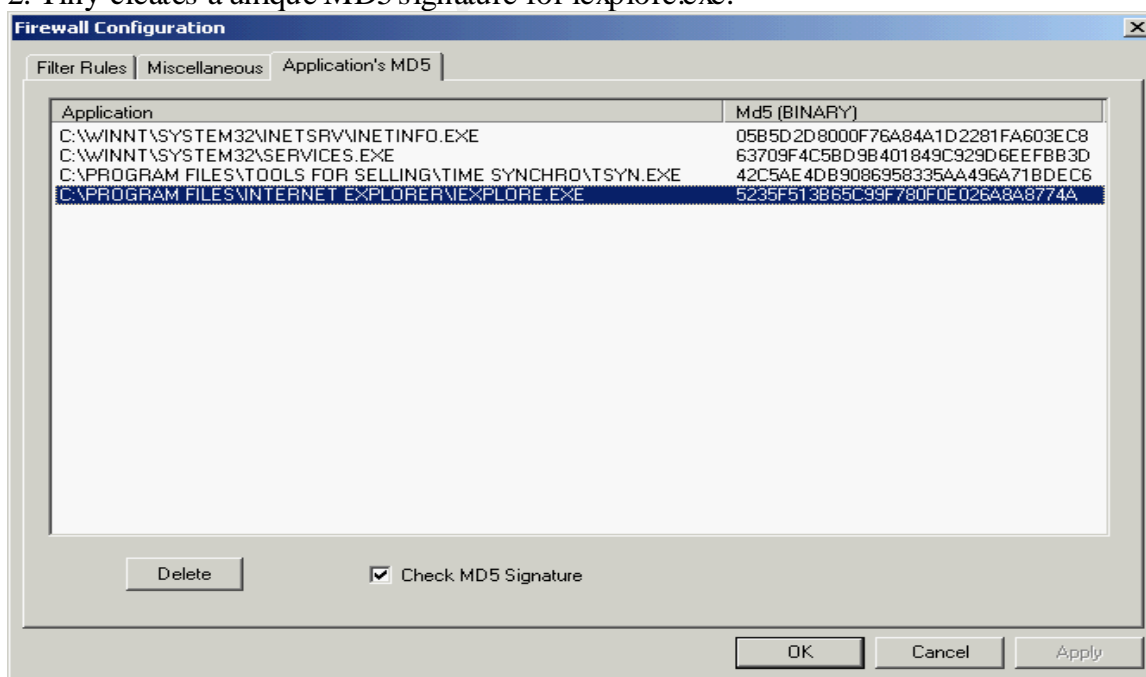 2. Tiny creates a unique MD5 signature for iexplore.exe.
Firewall Configuration
Filter Rules Miscellaneous Application's MD5
Application Md5 (BINARY)
C:\WINNT\SYSTEM32\INETSRV\INETINFO.EXE 05B5D2D8000F76A84A1D2281FA603EC8
C:\WINNT\SYSTEM32\SERVICES.EXE 63709F4C5BD9B401849C929D6EEFBB3D
C:\PROGRAM FILES\TOOLS FOR SELLING\TIME SYNCHRO\TSYN.EXE 42C5AE4DB9086958335AA496A71BDEC6
C:\PROGRAM FILES\INTERNET EXPLORER\IEXPLORE.EXE 5235F513B65C99F780F0E026A8A8774A
Delete Check MD5 Signature
OK Cancel Apply